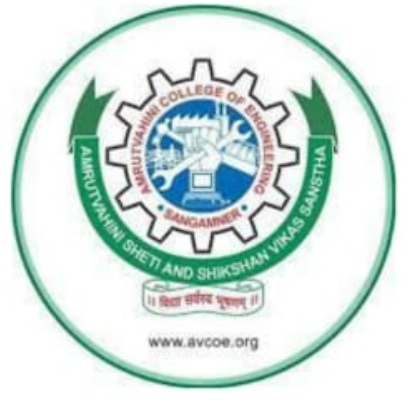 AMRUTVAHINI COLLEGE OF ENGINEERING
• SANGAMNER •
AMRUTVAHINI SHETI AND SHIKSHAN VIKAS SANSTHA
॥ विद्या सर्वस्य भूषणम् ॥
www.avcoe.org